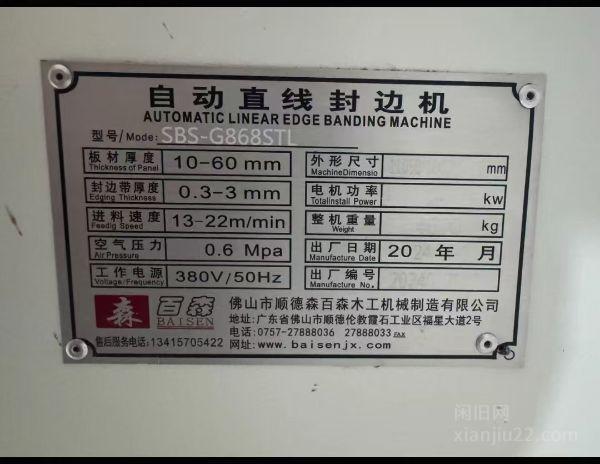 自动直线封边机
AUTOMATIC LINEAR EDGE BANDING MACHINE
型号/Mode: SBS-G868STL
板材厚度 Thickness of Panel 10-60 mm
外形尺寸 MachineDimensio mm
封边带厚度 Edging Thickness 0.3-3 mm
电机功率 Totalinstall Power kw
进料速度 Feedig Speed 13-22m/min
整机重量 Weight kg
空气压力 Air Pressure 0.6 Mpa
出厂日期 Manufacture Date 2024 年 月
工作电源 Voltage/Frequency 380V/50Hz
出厂编号 Manufacture No.
森 百森 BAISEN
佛山市顺德森百森木工机械制造有限公司
地址:广东省佛山市顺德伦教霞石工业区福星大道2号
电话:0757-27888036 27888033 FAX
售后服务电话:13415705422
网址:www.baisenjx.com
闲旧网
xianjiu22.com